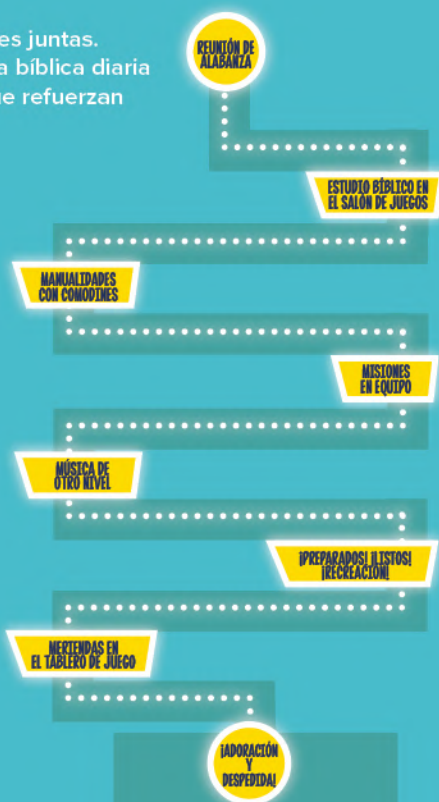 es juntas.
a bíblica diaria
ue refuerzan
REUNIÓN DE
ALABANZA
ESTUDIO BÍBLICO EN
EL SALÓN DE JUEGOS
MANUALIDADES
CON COMODINES
MISIONES
EN EQUIPO
MÚSICA DE
OTRO NIVEL
¡PREPARADOS! ¡LISTOS!
¡RECREACIÓN!
MERIENDAS EN
EL TABLERO DE JUEGO
¡ADORACIÓN
Y
DESPEDIDA!